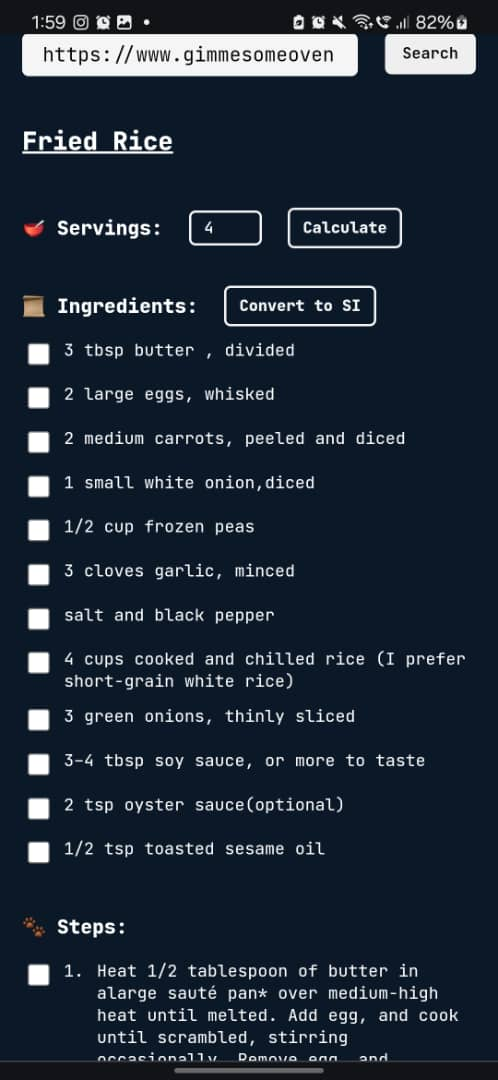 1:59 82%
https://www.gimmesomeoven Search
Fried Rice
Servings: 4 Calculate
Ingredients: Convert to SI
3 tbsp butter , divided
2 large eggs, whisked
2 medium carrots, peeled and diced
1 small white onion,diced
1/2 cup frozen peas
3 cloves garlic, minced
salt and black pepper
4 cups cooked and chilled rice (I prefer
short-grain white rice)
3 green onions, thinly sliced
3–4 tbsp soy sauce, or more to taste
2 tsp oyster sauce(optional)
1/2 tsp toasted sesame oil
Steps:
1. Heat 1/2 tablespoon of butter in
alarge sauté pan* over medium-high
heat until melted. Add egg, and cook
until scrambled, stirring
occasionally. Remove egg, and